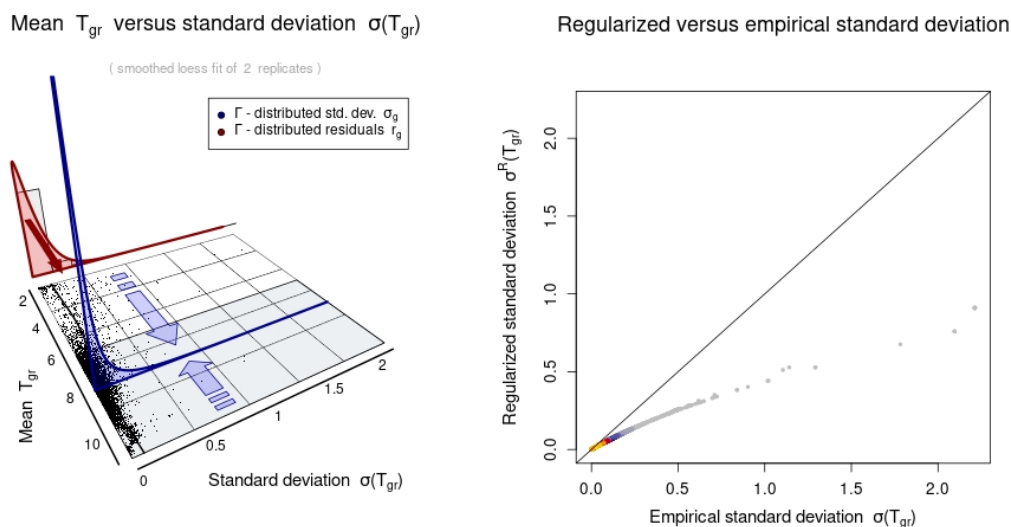 Mean T_gr versus standard deviation σ(T_gr)
( smoothed loess fit of 2 replicates )
Γ - distributed std. dev. σ_g
Γ - distributed residuals r_g
2
4
6
8
10
Mean T_gr
0
0.5
1
1.5
2
Standard deviation σ(T_gr)
Regularized versus empirical standard deviation
Regularized standard deviation σ^R(T_gr)
2.0
1.5
1.0
0.5
0.0
0.0 0.5 1.0 1.5 2.0
Empirical standard deviation σ(T_gr)